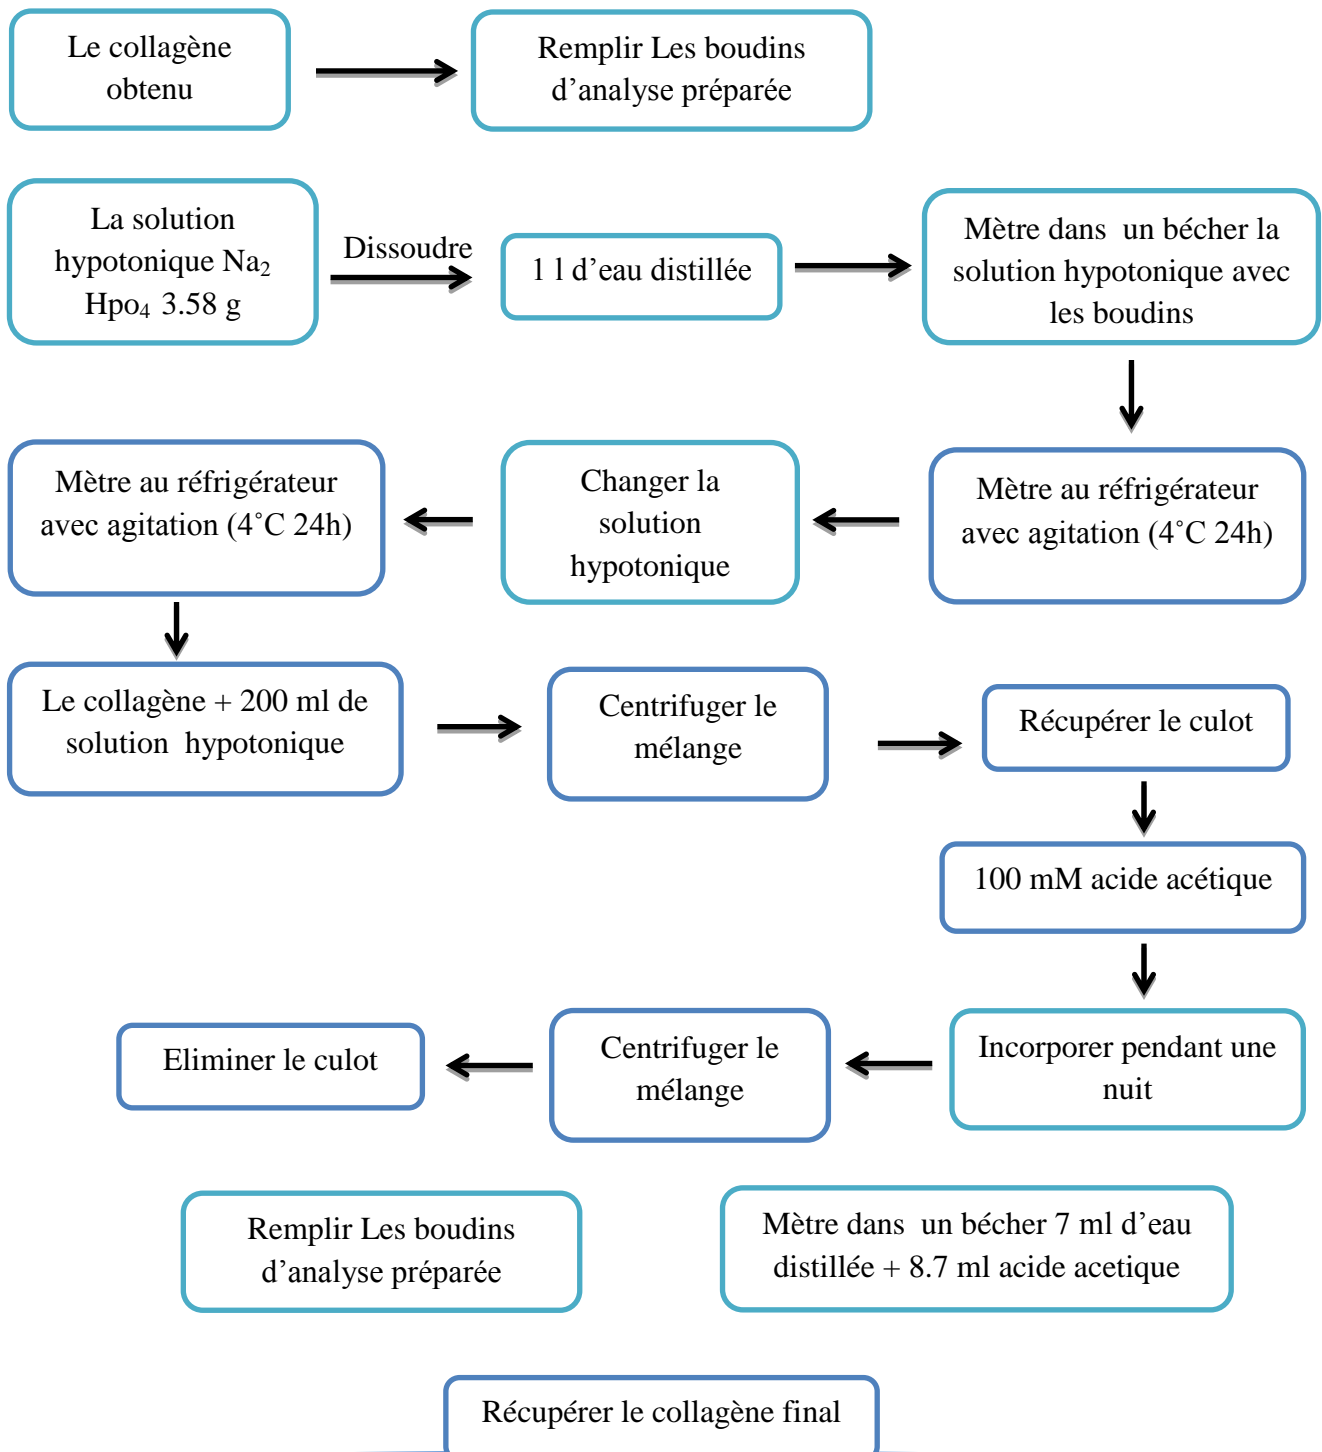 Le collagène
obtenu
Remplir Les boudins
d’analyse préparée
La solution
hypotonique Na₂
Hpo₄ 3.58 g
Dissoudre
1 l d’eau distillée
Mètre dans un bécher la
solution hypotonique avec
les boudins
Mètre au réfrigérateur
avec agitation (4˚C 24h)
Changer la
solution
hypotonique
Mètre au réfrigérateur
avec agitation (4˚C 24h)
Le collagène + 200 ml de
solution hypotonique
Centrifuger le
mélange
Récupérer le culot
100 mM acide acétique
Incorporer pendant une
nuit
Centrifuger le
mélange
Eliminer le culot
Remplir Les boudins
d’analyse préparée
Mètre dans un bécher 7 ml d’eau
distillée + 8.7 ml acide acetique
Récupérer le collagène final